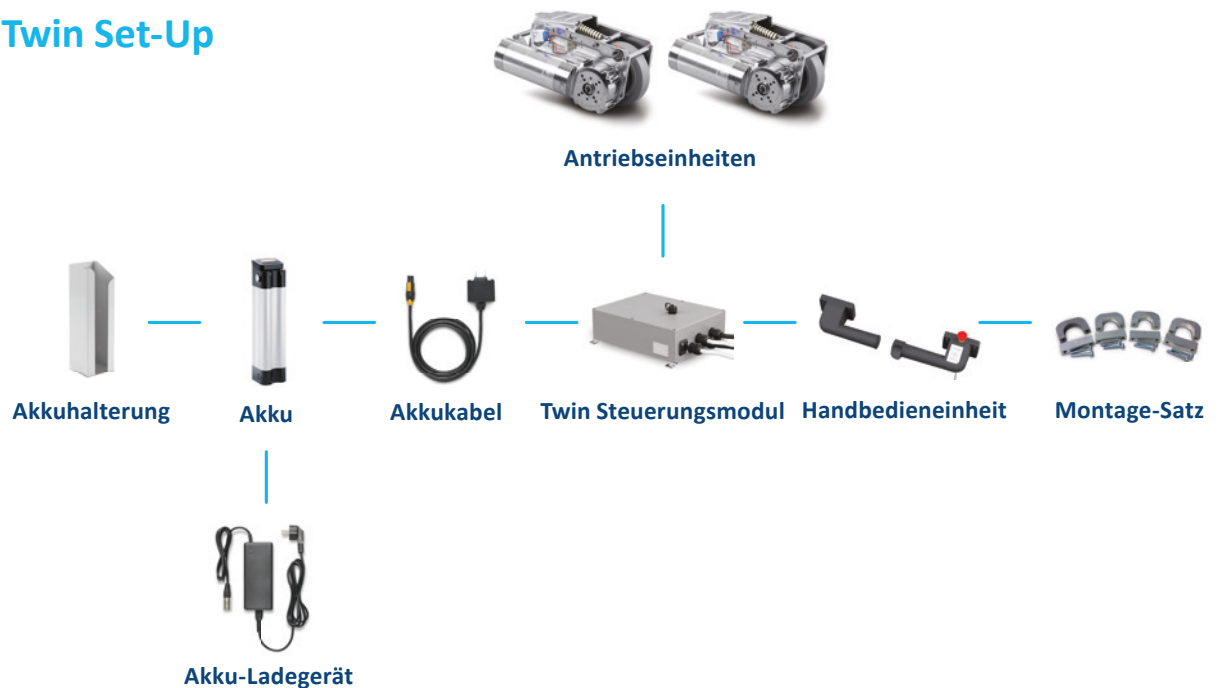 Twin Set-Up
Antriebseinheiten
Akkuhalterung
Akku
Akkukabel
Twin Steuerungsmodul
Handbedieneinheit
Montage-Satz
Akku-Ladegerät